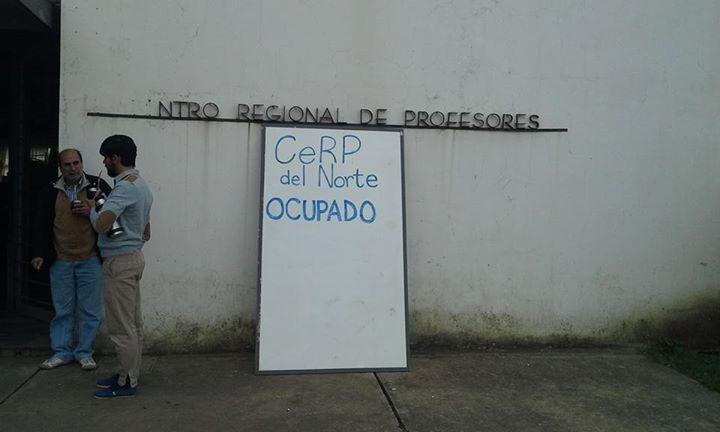 NTRO REGIONAL DE PROFESORES
CeRP
del Norte
OCUPADO